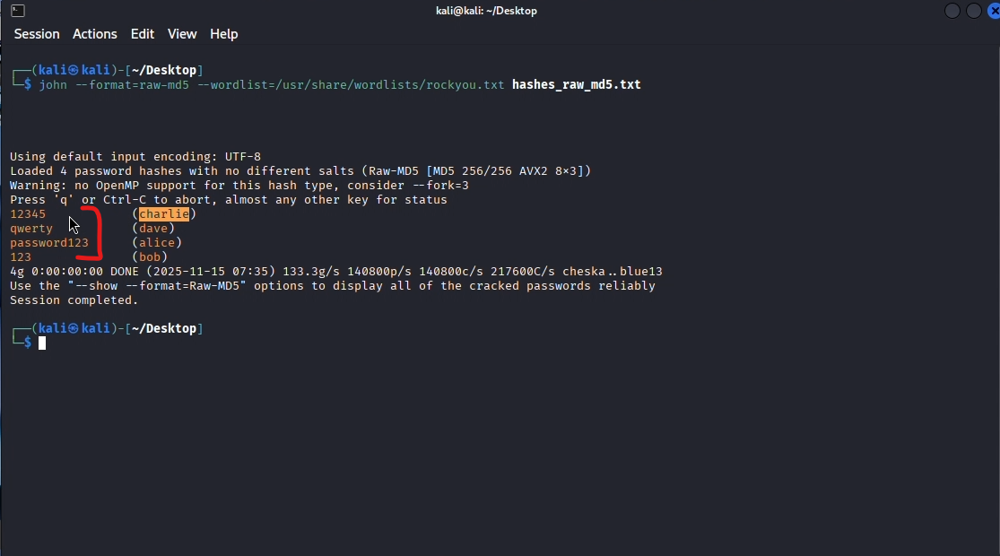 kali@kali: ~/Desktop
Session Actions Edit View Help
┌──(kali㉿kali)-[~/Desktop]
└─$ john --format=raw-md5 --wordlist=/usr/share/wordlists/rockyou.txt hashes_raw_md5.txt
Using default input encoding: UTF-8
Loaded 4 password hashes with no different salts (Raw-MD5 [MD5 256/256 AVX2 8×3])
Warning: no OpenMP support for this hash type, consider --fork=3
Press 'q' or Ctrl-C to abort, almost any other key for status
12345            (charlie)
qwerty           (dave)
password123      (alice)
123              (bob)
4g 0:00:00:00 DONE (2025-11-15 07:35) 133.3g/s 140800p/s 140800c/s 217600C/s cheska..blue13
Use the "--show --format=Raw-MD5" options to display all of the cracked passwords reliably
Session completed.
┌──(kali㉿kali)-[~/Desktop]
└─$